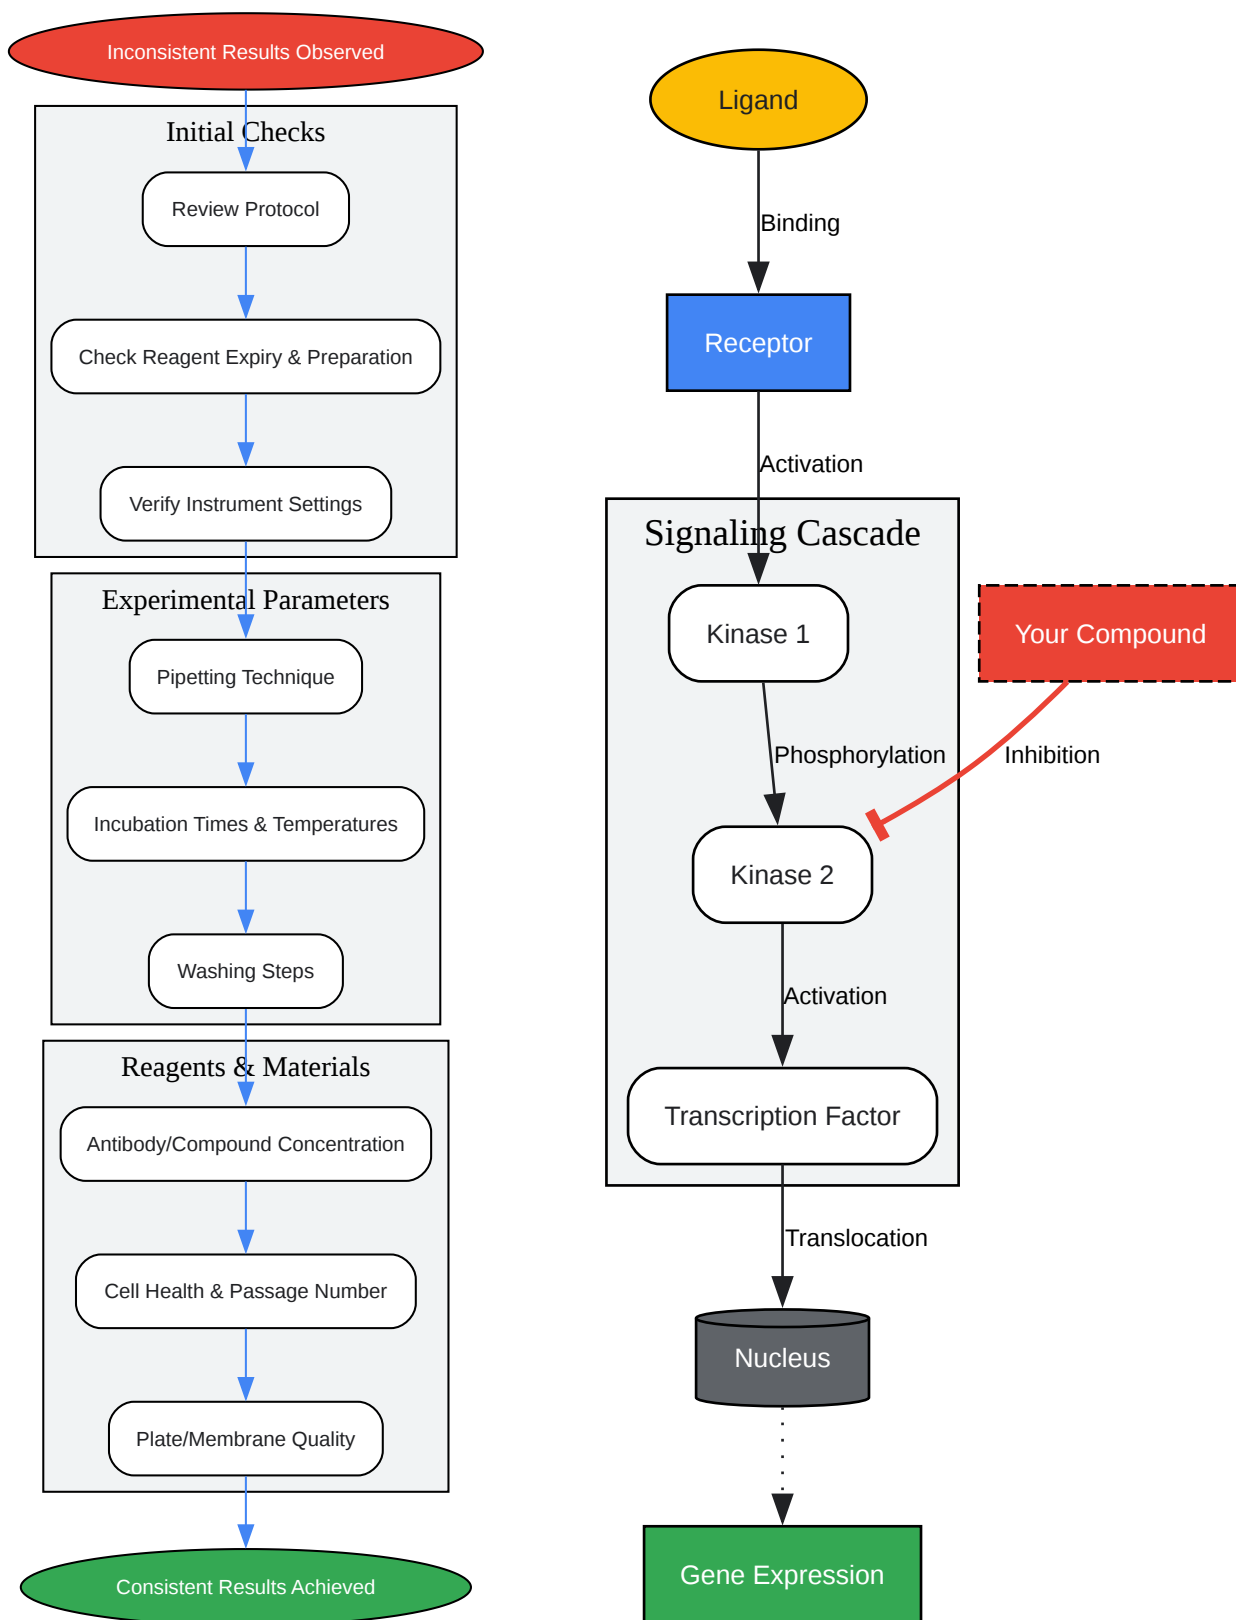 Inconsistent Results Observed
Initial Checks
Review Protocol
Check Reagent Expiry & Preparation
Verify Instrument Settings
Experimental Parameters
Pipetting Technique
Incubation Times & Temperatures
Washing Steps
Reagents & Materials
Antibody/Compound Concentration
Cell Health & Passage Number
Plate/Membrane Quality
Consistent Results Achieved
Ligand
Binding
Receptor
Activation
Signaling Cascade
Kinase 1
Your Compound
Phosphorylation
Inhibition
Kinase 2
Activation
Transcription Factor
Translocation
Nucleus
Gene Expression